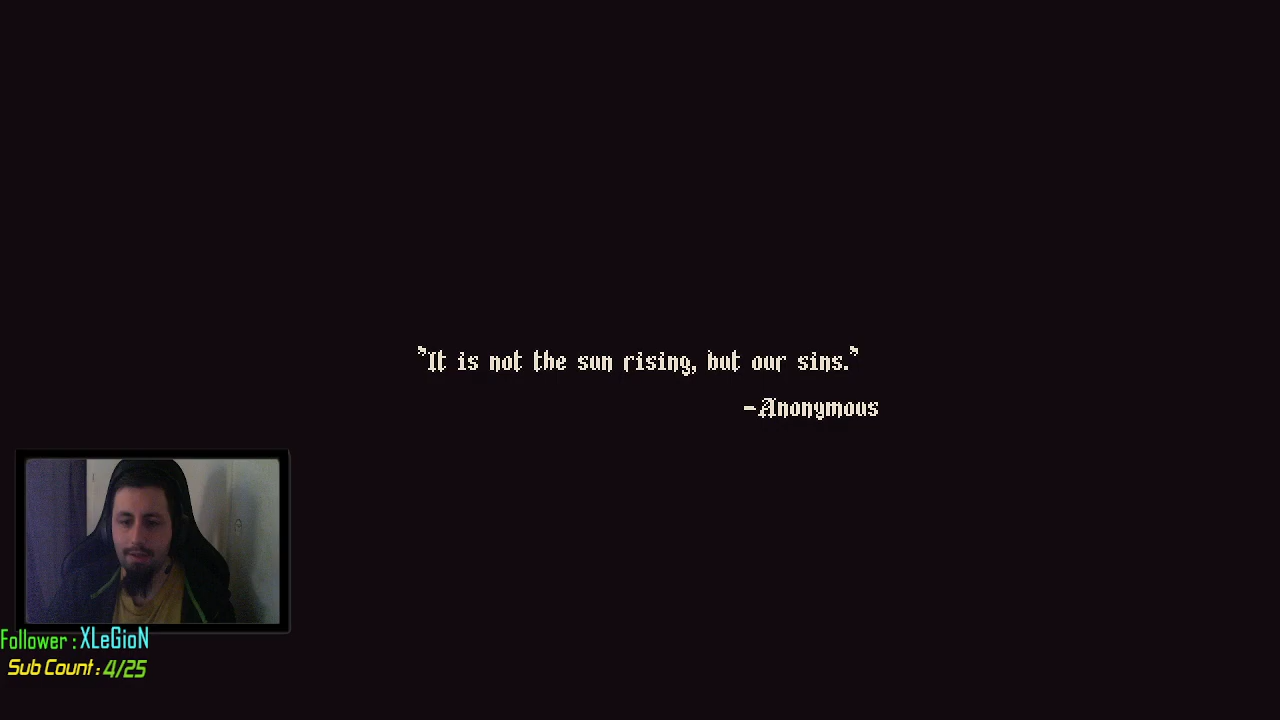 "It is not the sun rising, but our sins."
-Anonymous
Follower : XLeGioN
Sub Count : 4/25